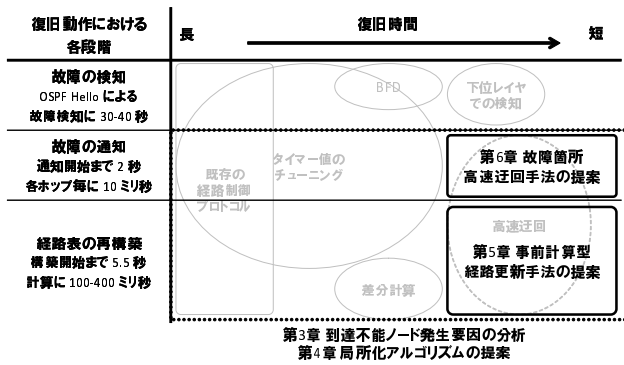 復旧動作における
各段階
長
復旧時間
短
故障の検知
OSPF Hello による
故障検知に 30-40 秒
BFD
下位レイヤ
での検知
故障の通知
通知開始まで 2 秒
各ホップ毎に 10 ミリ秒
既存の
経路制御
プロトコル
タイマー値の
チューニング
第6章 故障箇所
高速迂回手法の提案
経路表の再構築
構築開始まで 5.5 秒
計算に 100-400 ミリ秒
差分計算
高速迂回
第5章 事前計算型
経路更新手法の提案
第3章 到達不能ノード発生要因の分析
第4章 局所化アルゴリズムの提案